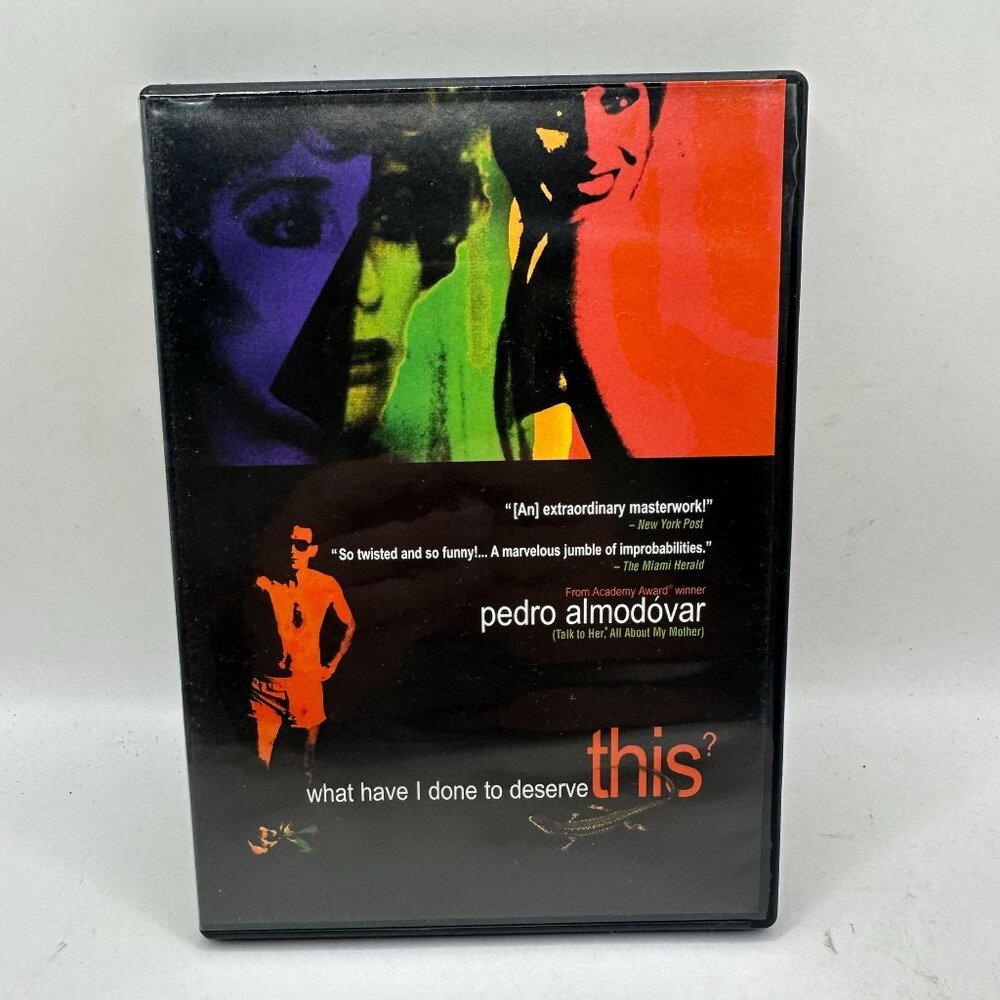 “[An] extraordinary masterwork!”
– New York Post
“So twisted and so funny!... A marvelous jumble of improbabilities.”
– The Miami Herald
From Academy Award® winner
pedro almodóvar
(Talk to Her, All About My Mother)
what have I done to deserve this?